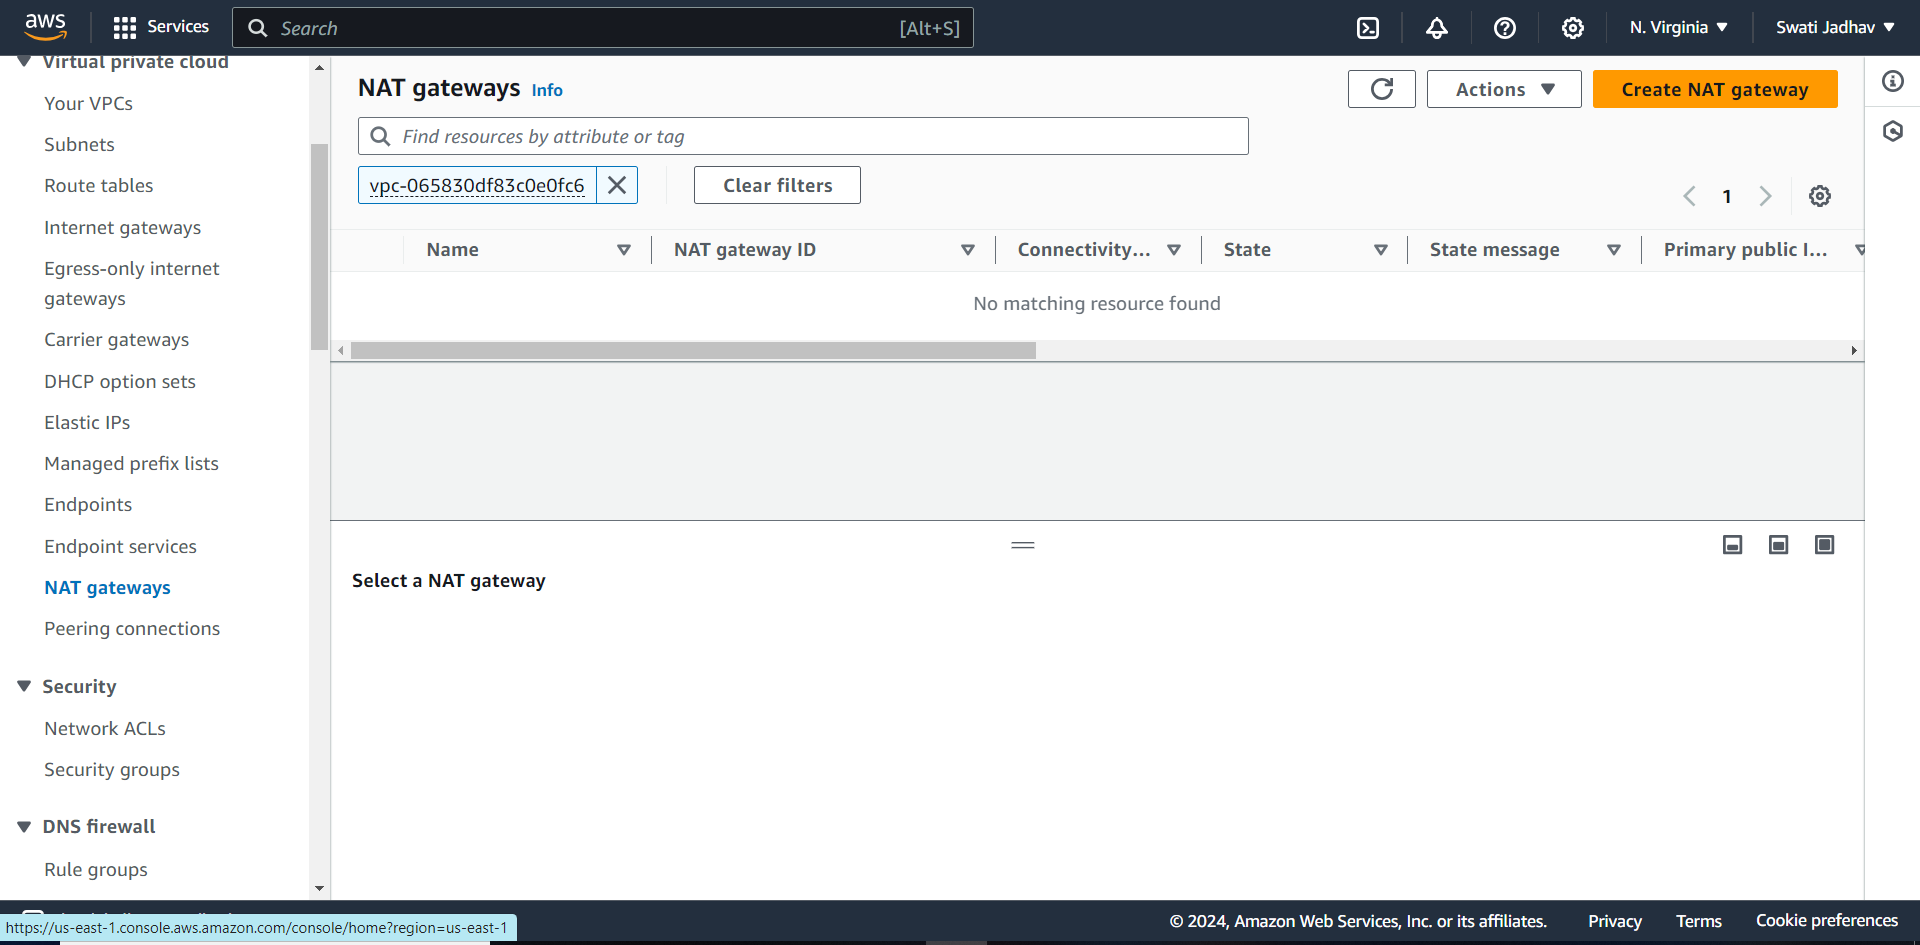 aws
Services
Search
[Alt+S]
N. Virginia
Swati Jadhav
Virtual private cloud
Your VPCs
Subnets
Route tables
Internet gateways
Egress-only internet
gateways
Carrier gateways
DHCP option sets
Elastic IPs
Managed prefix lists
Endpoints
Endpoint services
NAT gateways
Peering connections
Security
Network ACLs
Security groups
DNS firewall
Rule groups
NAT gateways Info
Actions
Create NAT gateway
Find resources by attribute or tag
vpc-065830df83c0e0fc6
Clear filters
1
Name
NAT gateway ID
Connectivity...
State
State message
Primary public I...
No matching resource found
Select a NAT gateway
https://us-east-1.console.aws.amazon.com/console/home?region=us-east-1
© 2024, Amazon Web Services, Inc. or its affiliates.
Privacy
Terms
Cookie preferences